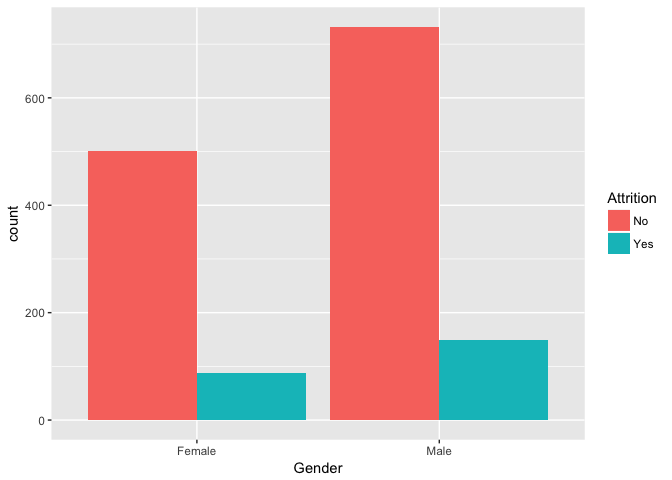 600
400
200
0
count
Female
Male
Gender
Attrition
No
Yes